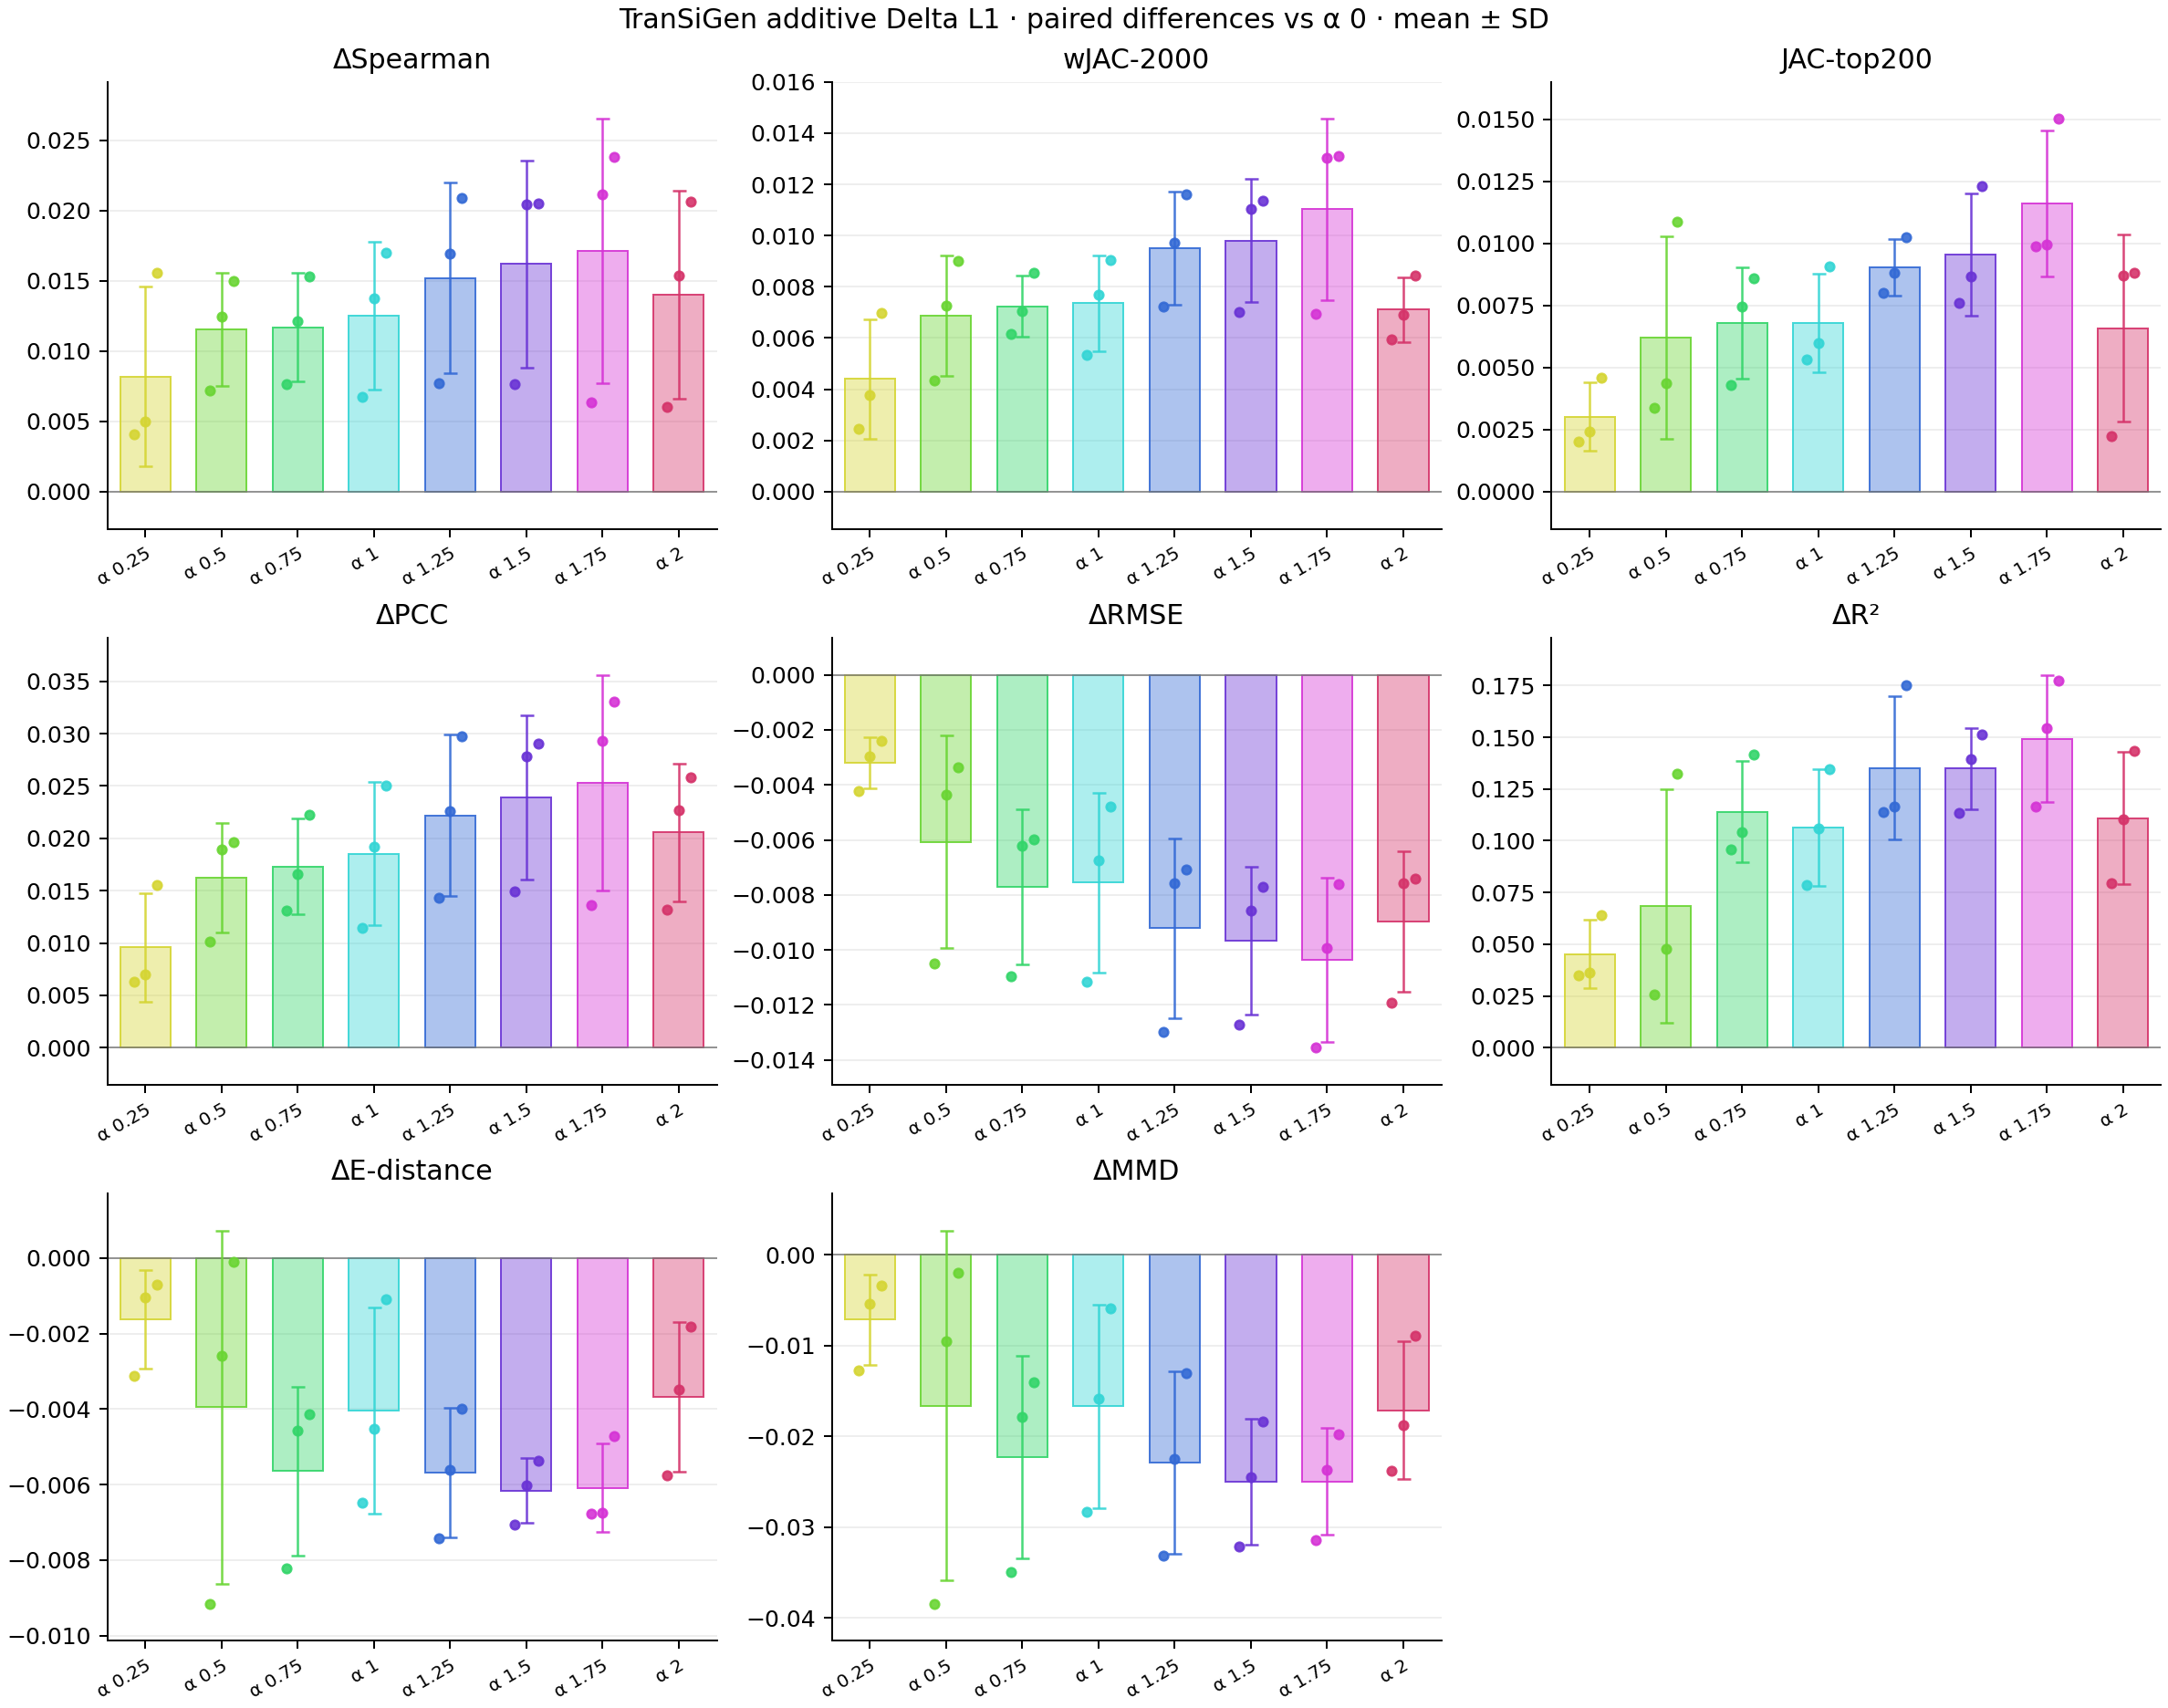 TranSiGen additive Delta L1 · paired differences vs α 0 · mean ± SD
ΔSpearman
0.025
0.020
0.015
0.010
0.005
0.000
α 0.25
α 0.5
α 0.75
α 1
α 1.25
α 1.5
α 1.75
α 2
wJAC-2000
0.016
0.014
0.012
0.010
0.008
0.006
0.004
0.002
0.000
α 0.25
α 0.5
α 0.75
α 1
α 1.25
α 1.5
α 1.75
α 2
JAC-top200
0.0150
0.0125
0.0100
0.0075
0.0050
0.0025
0.0000
α 0.25
α 0.5
α 0.75
α 1
α 1.25
α 1.5
α 1.75
α 2
ΔPCC
0.035
0.030
0.025
0.020
0.015
0.010
0.005
0.000
α 0.25
α 0.5
α 0.75
α 1
α 1.25
α 1.5
α 1.75
α 2
ΔRMSE
0.000
−0.002
−0.004
−0.006
−0.008
−0.010
−0.012
−0.014
α 0.25
α 0.5
α 0.75
α 1
α 1.25
α 1.5
α 1.75
α 2
ΔR²
0.175
0.150
0.125
0.100
0.075
0.050
0.025
0.000
α 0.25
α 0.5
α 0.75
α 1
α 1.25
α 1.5
α 1.75
α 2
ΔE-distance
0.000
−0.002
−0.004
−0.006
−0.008
−0.010
α 0.25
α 0.5
α 0.75
α 1
α 1.25
α 1.5
α 1.75
α 2
ΔMMD
0.00
−0.01
−0.02
−0.03
−0.04
α 0.25
α 0.5
α 0.75
α 1
α 1.25
α 1.5
α 1.75
α 2